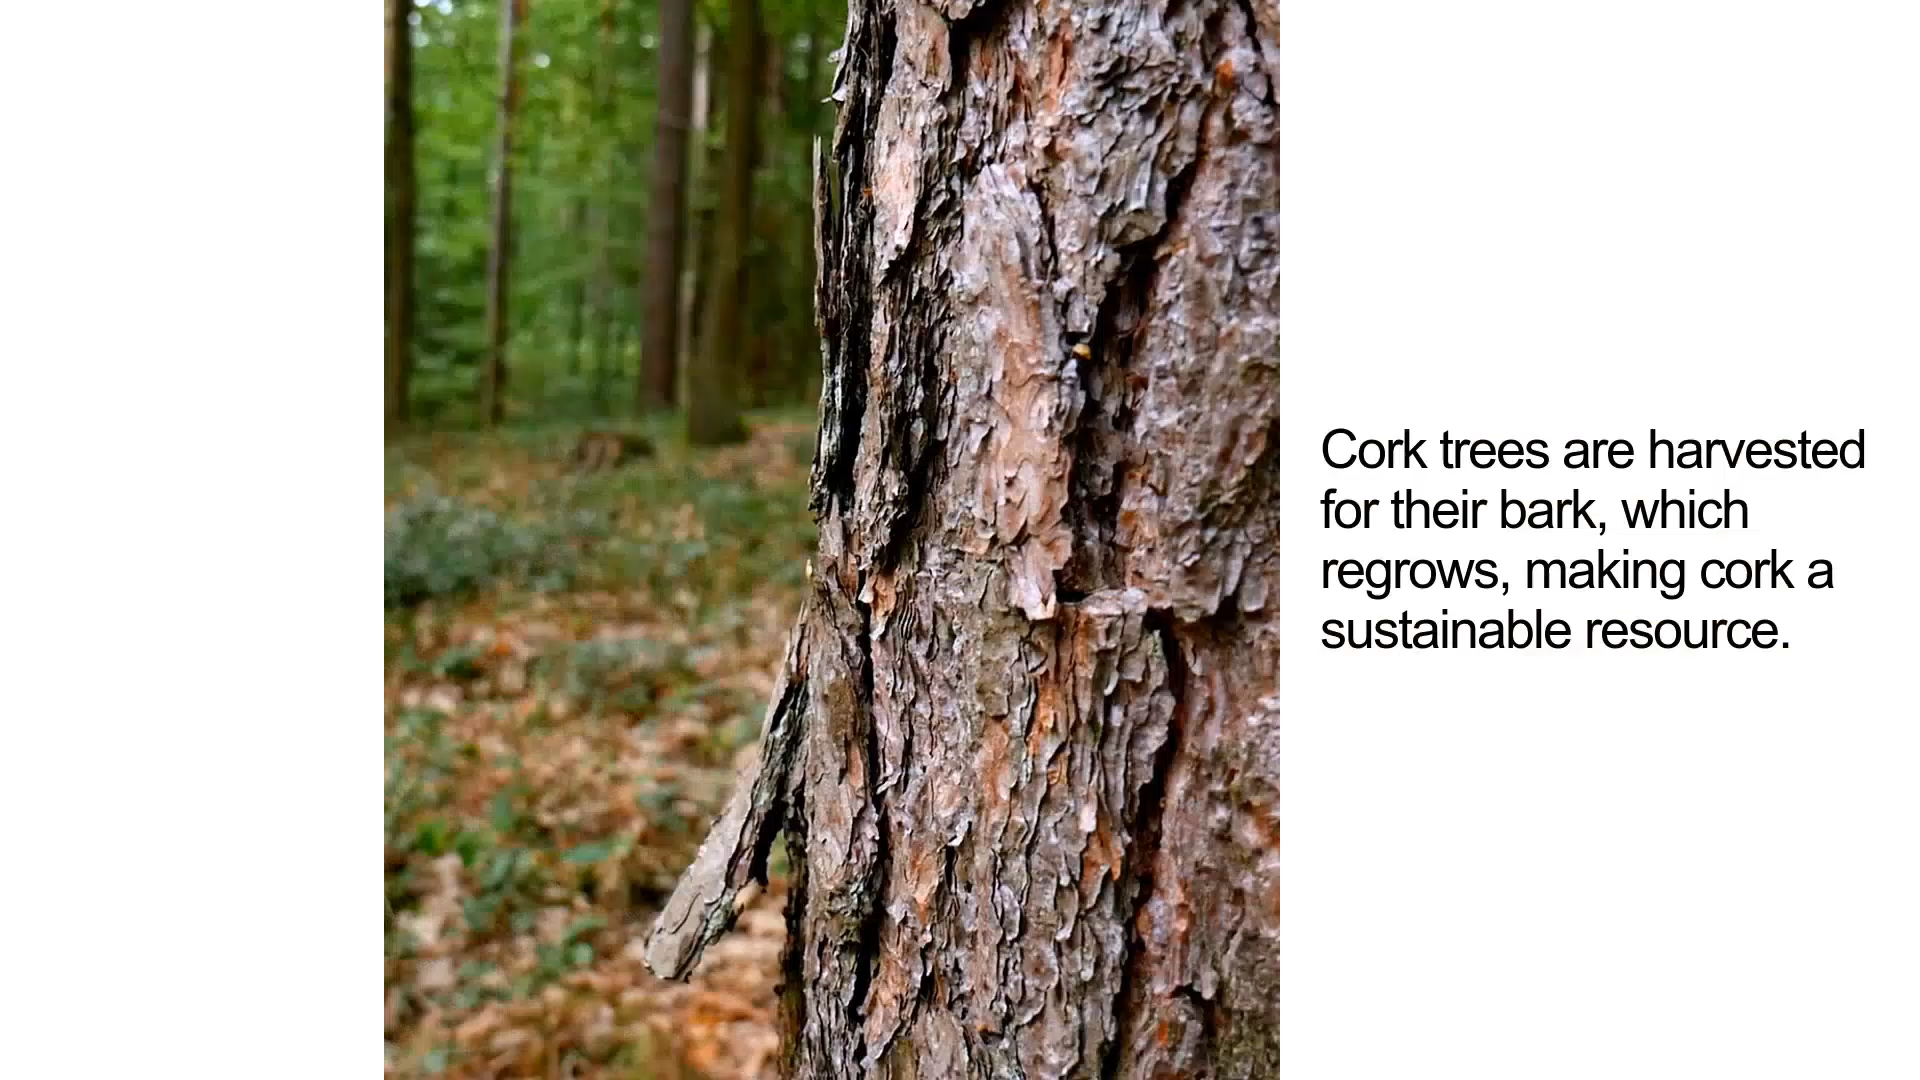 Cork trees are harvested
for their bark, which
regrows, making cork a
sustainable resource.